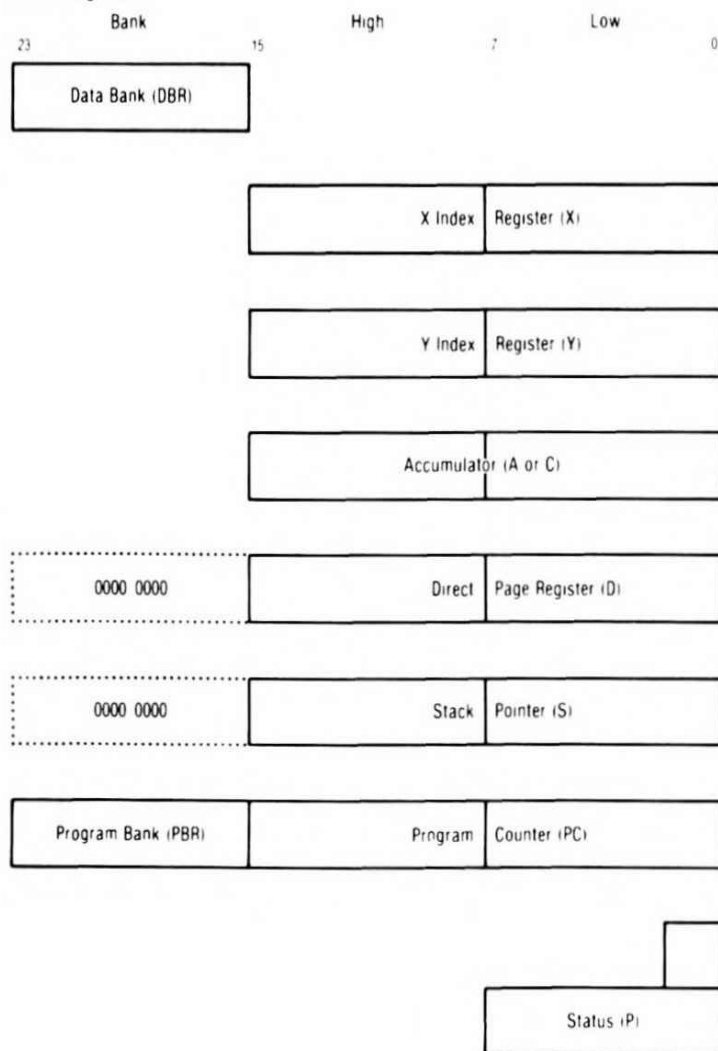 Bank High Low
23 15 7 0
Data Bank (DBR)
X Index Register (X)
Y Index Register (Y)
Accumulator (A or C)
0000 0000 Direct Page Register (D)
0000 0000 Stack Pointer (S)
Program Bank (PBR) Program Counter (PC)
Status (P)